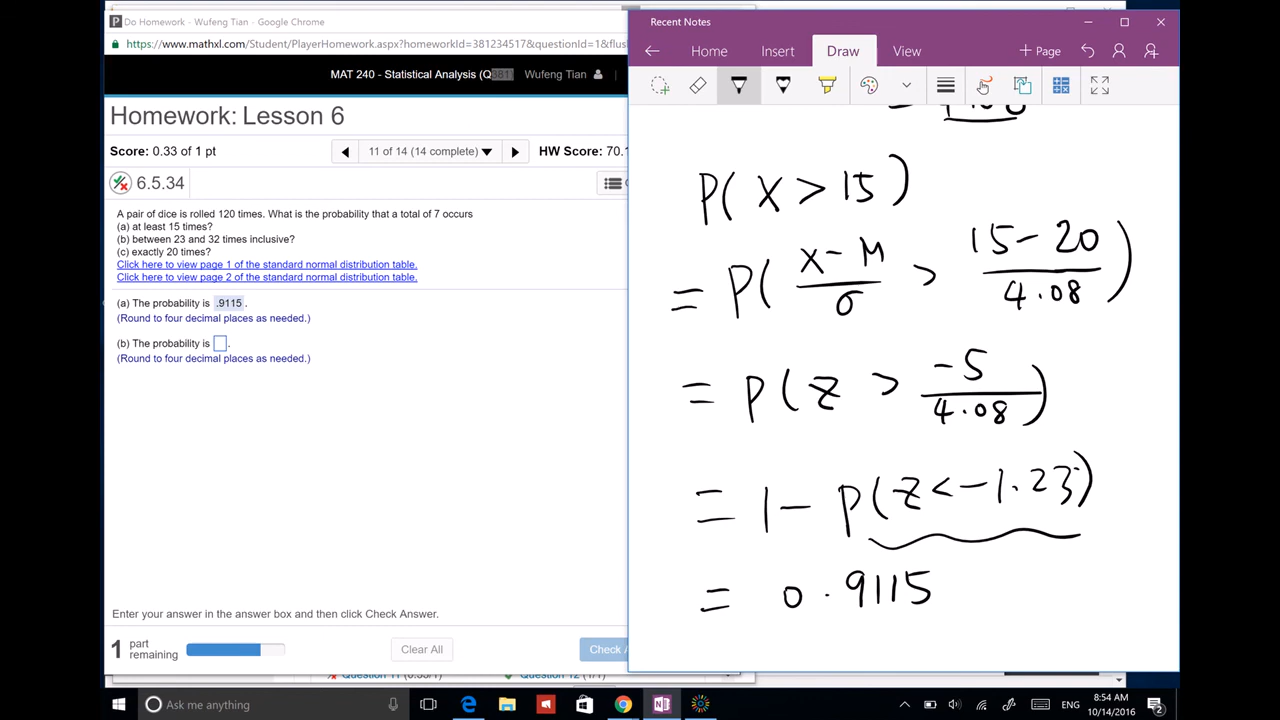 Do Homework - Wufeng Tian - Google Chrome
https://www.mathxl.com/Student/PlayerHomework.aspx?homeworkId=381234517&questionId=1&flus
MAT 240 - Statistical Analysis (Q381) Wufeng Tian
Homework: Lesson 6
Score: 0.33 of 1 pt
11 of 14 (14 complete)
HW Score: 70.
6.5.34
A pair of dice is rolled 120 times. What is the probability that a total of 7 occurs
(a) at least 15 times?
(b) between 23 and 32 times inclusive?
(c) exactly 20 times?
Click here to view page 1 of the standard normal distribution table.
Click here to view page 2 of the standard normal distribution table.
(a) The probability is .9115.
(Round to four decimal places as needed.)
(b) The probability is .
(Round to four decimal places as needed.)
Enter your answer in the answer box and then click Check Answer.
1 part remaining
Clear All
Check
Recent Notes
Home Insert Draw View + Page
P( X > 15 )
= P( x - μ / σ > 15 - 20 / 4.08 )
= P( z > -5 / 4.08 )
= 1 - P( z < -1.23 )
= 0.9115
Ask me anything
ENG
8:54 AM
10/14/2016
2